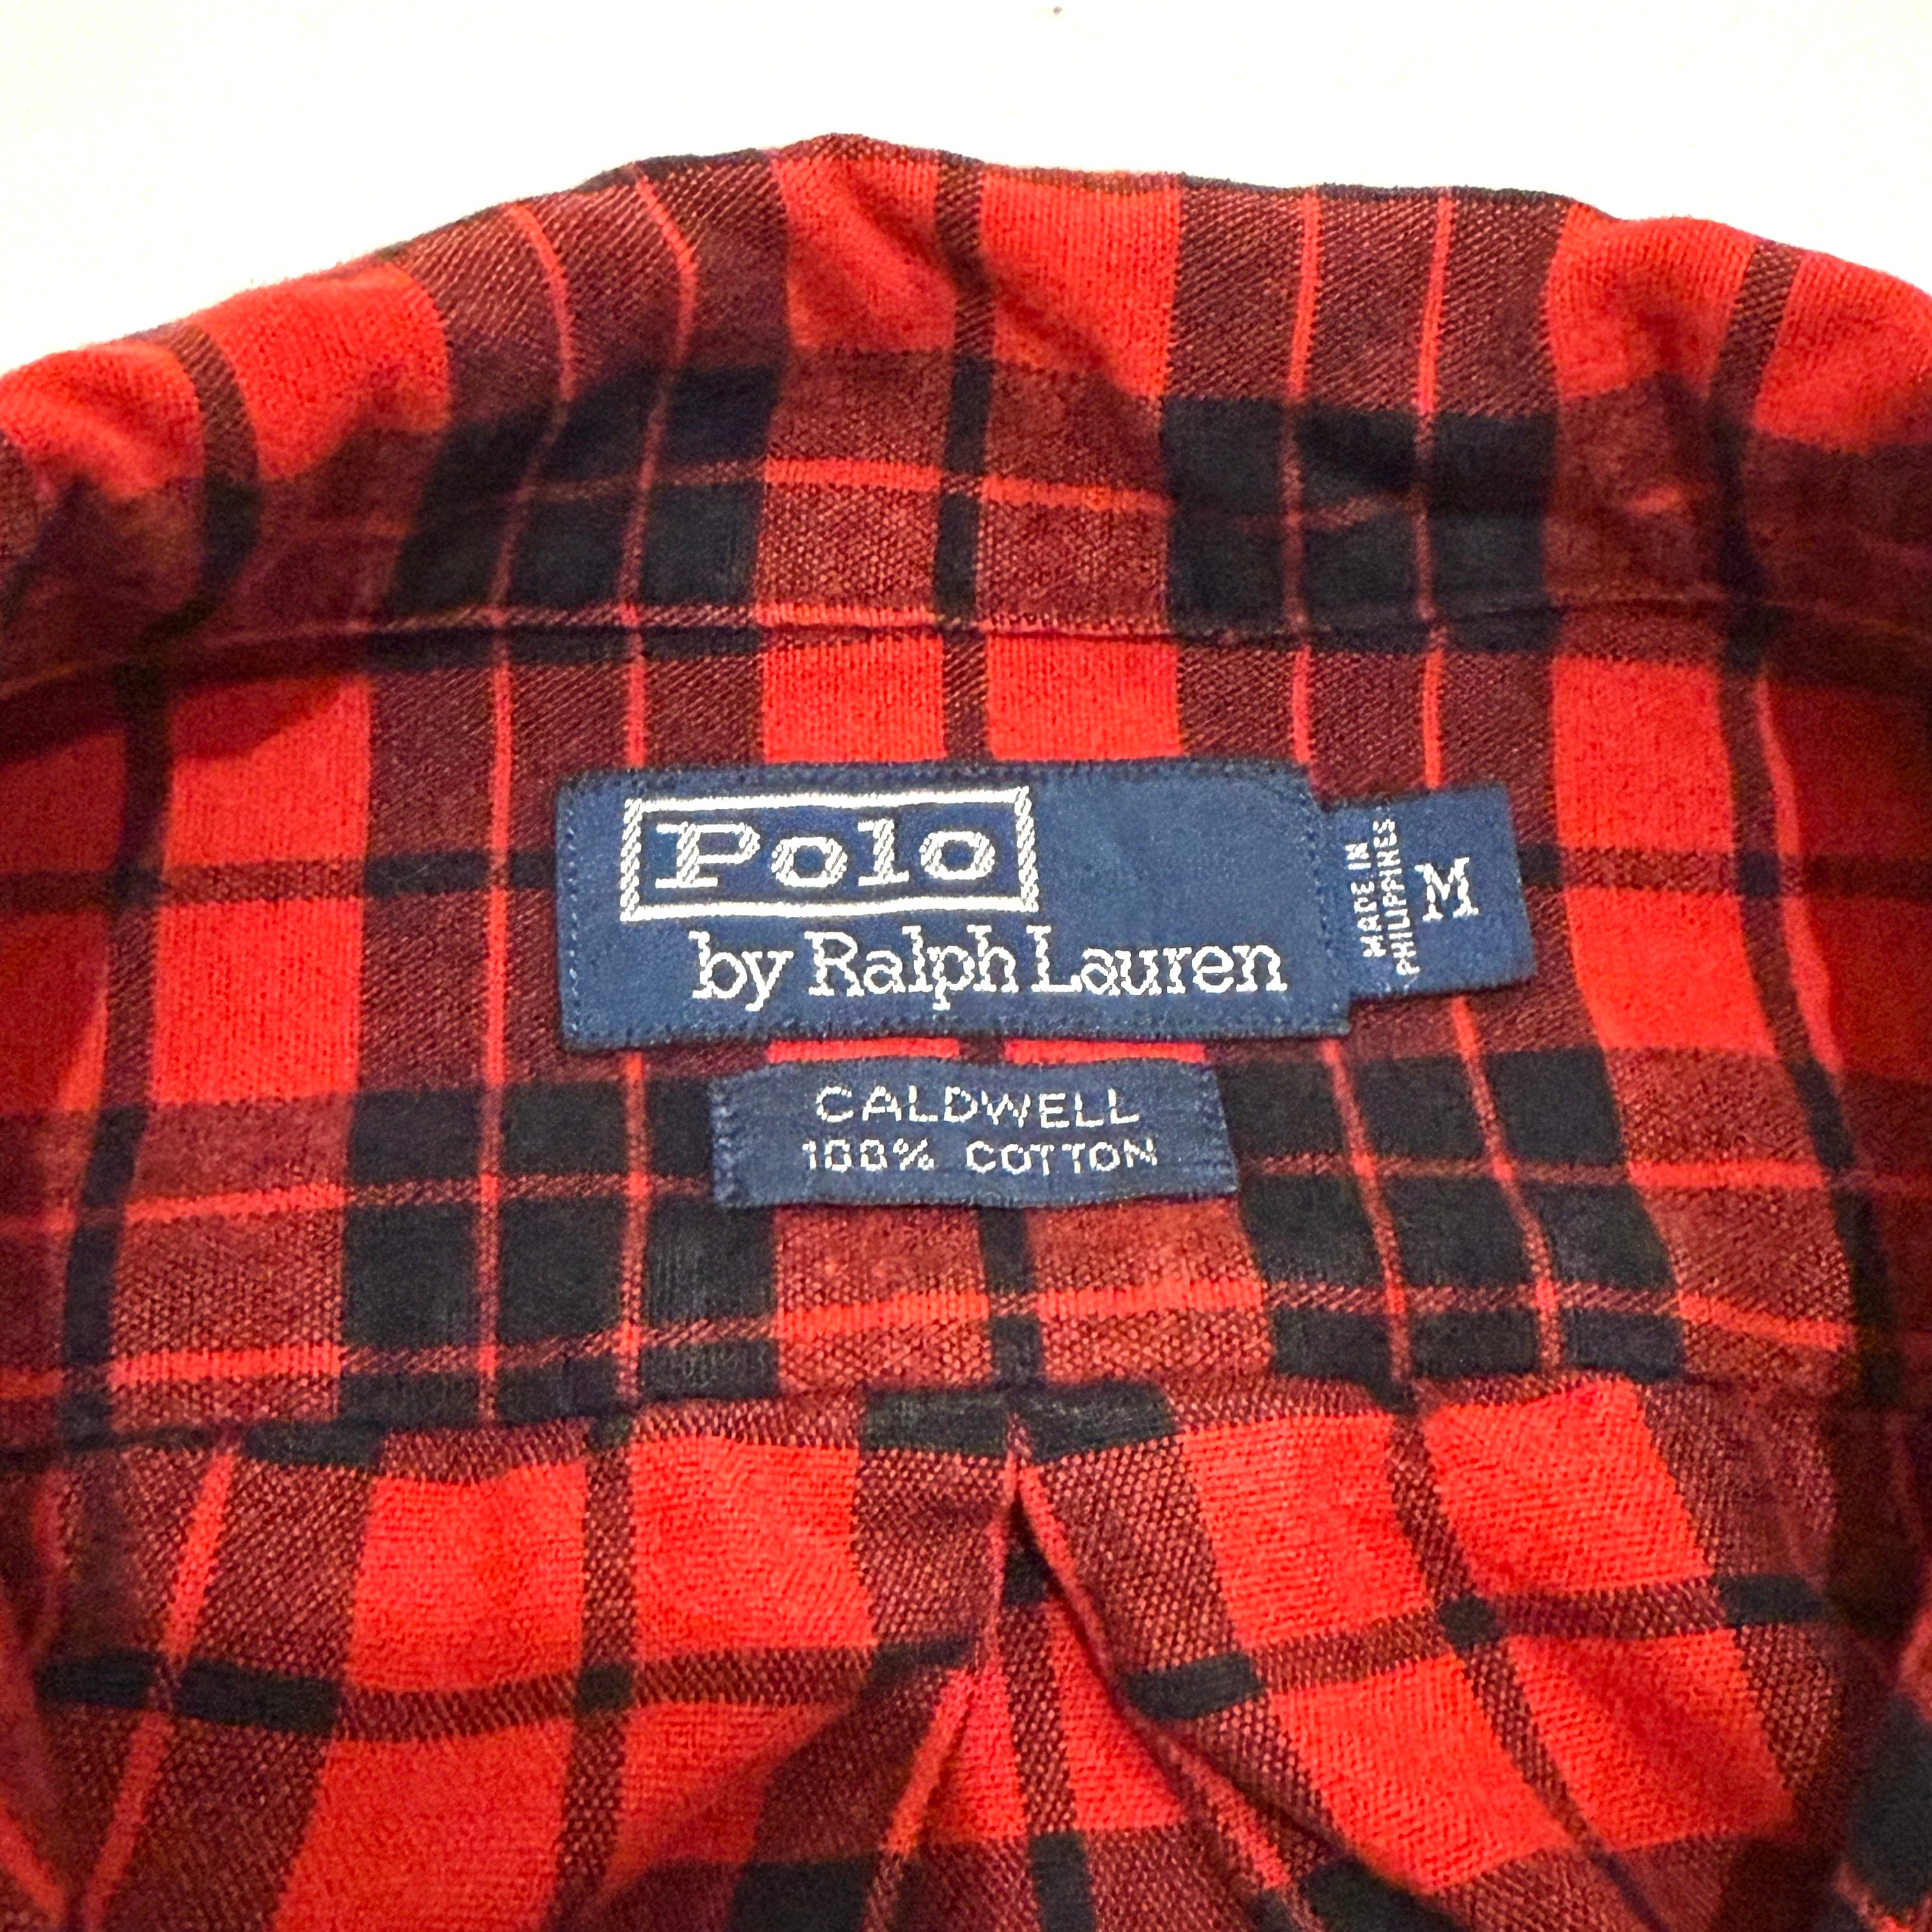 Polo
by Ralph Lauren
MADE IN
PHILIPPINES
M
CALDWELL
100% COTTON